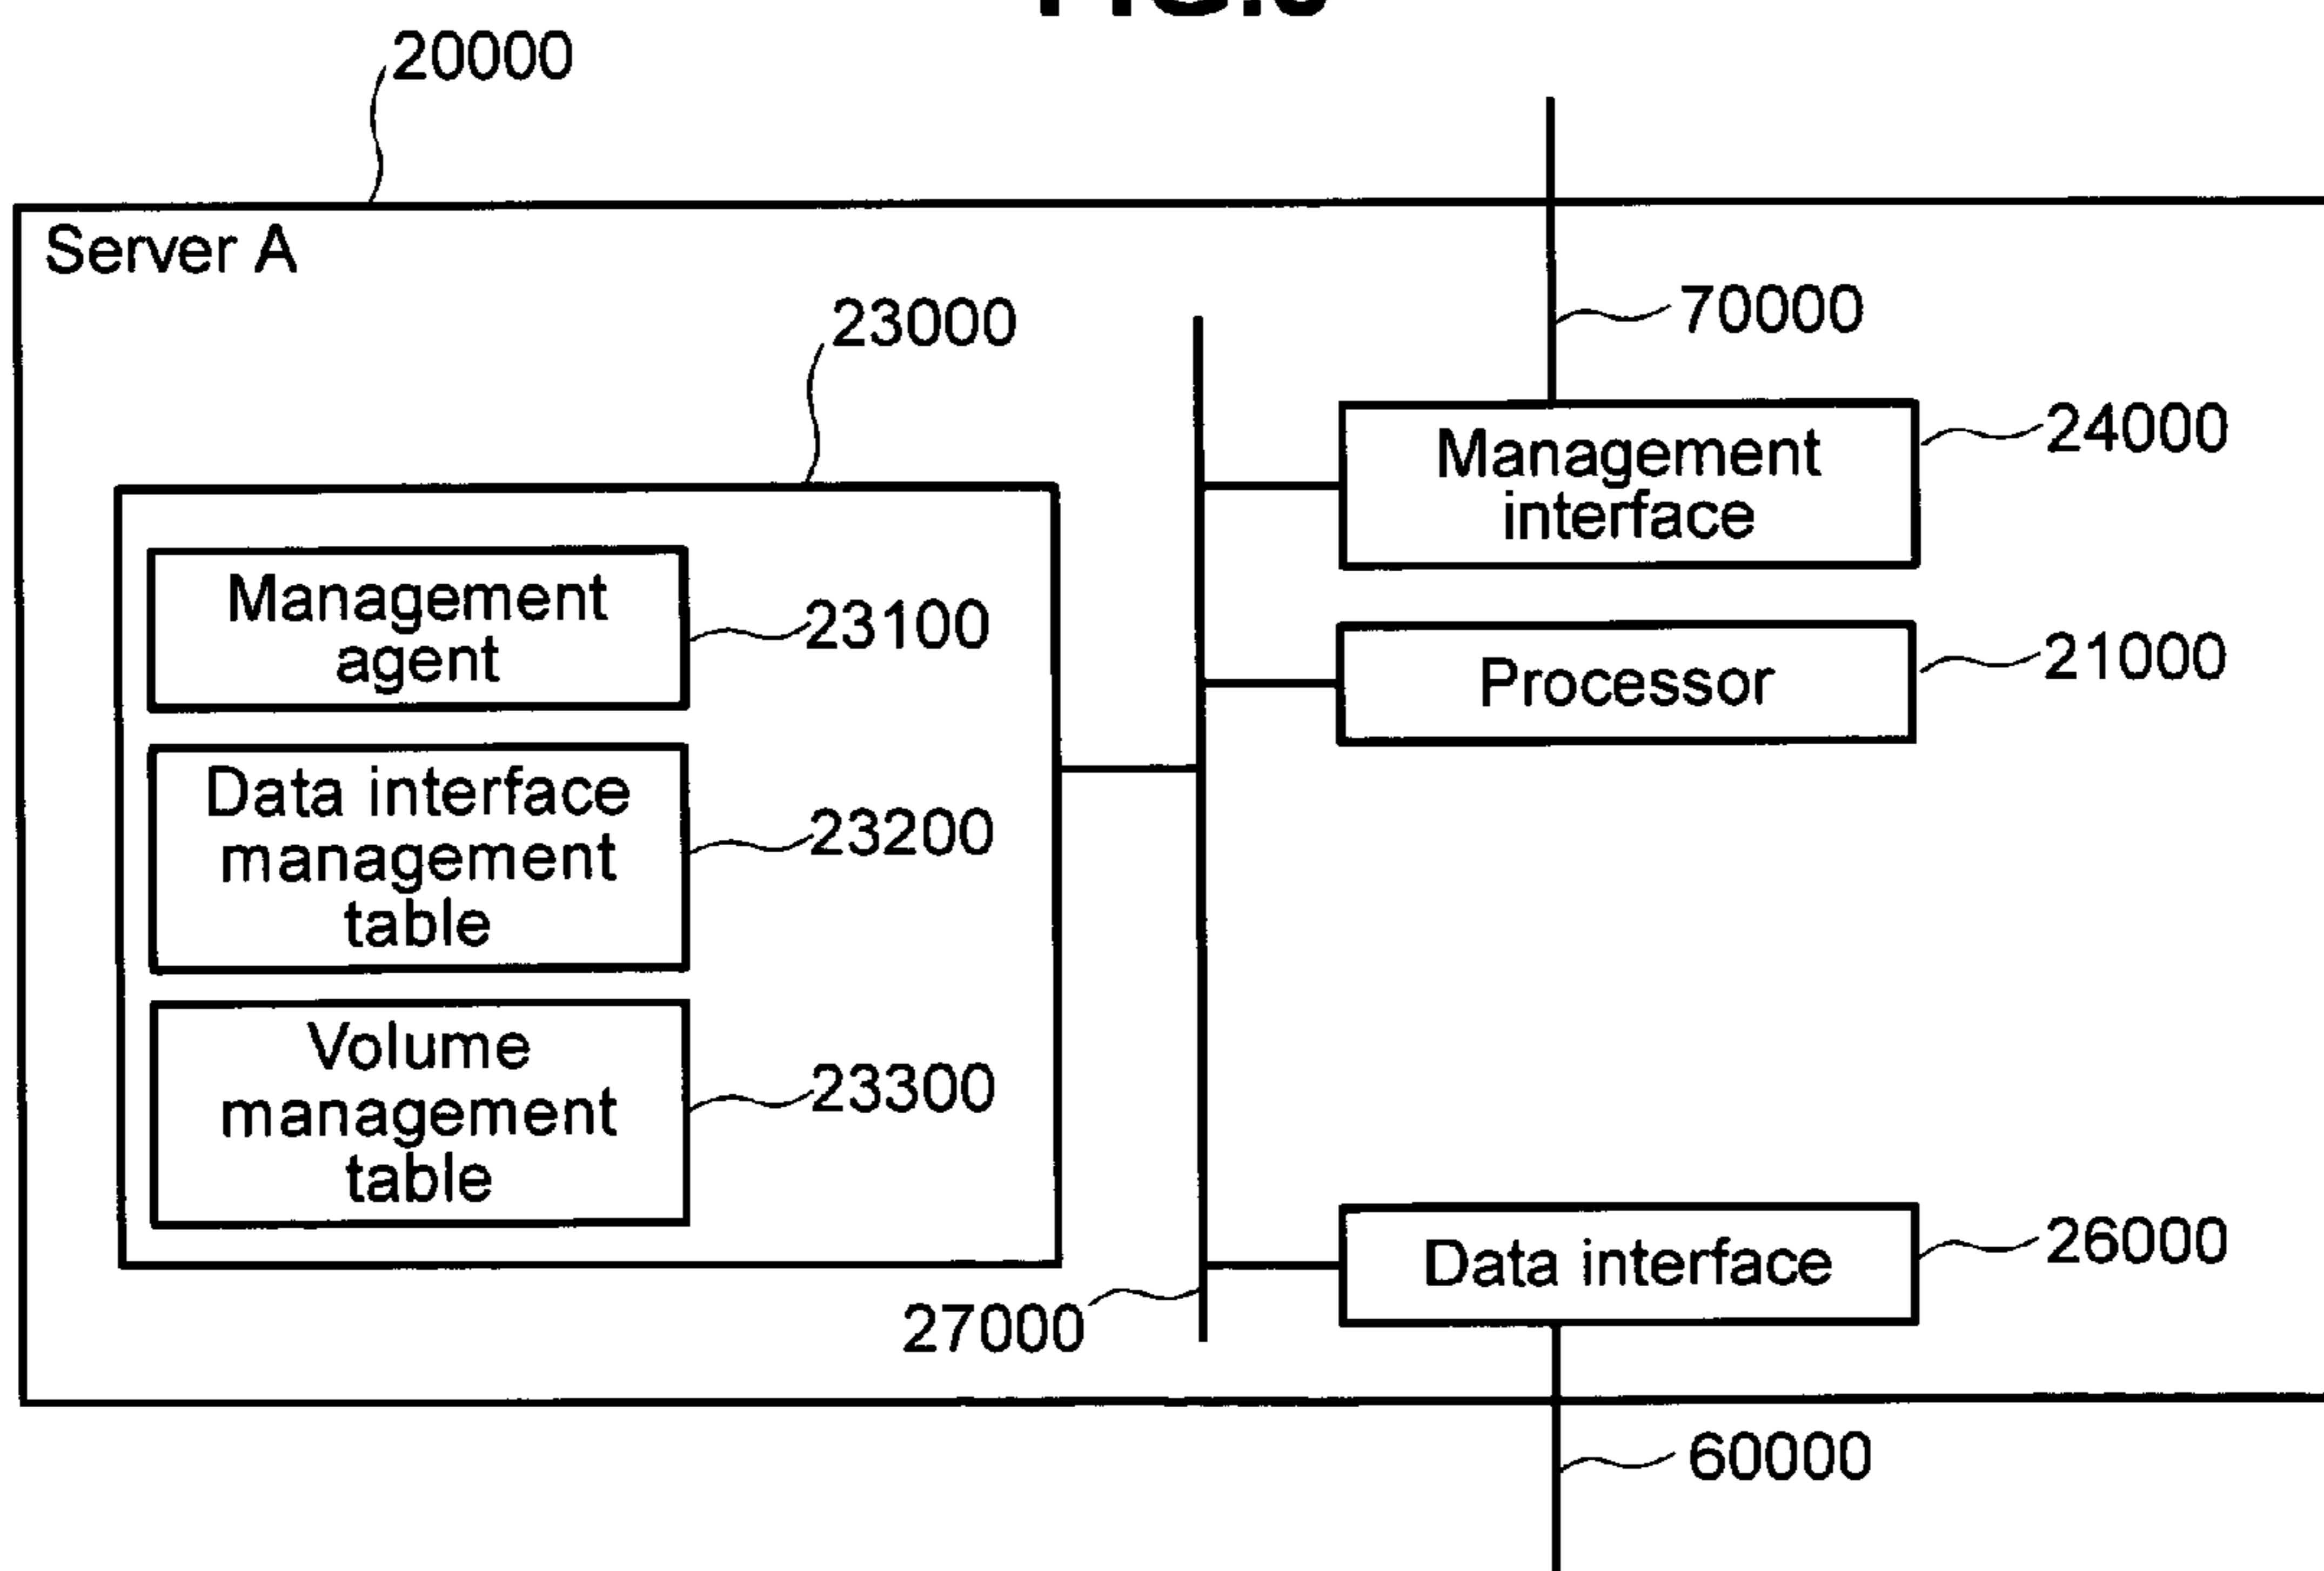 20000
Server A
23000
70000
Management
interface
24000
Management
agent
23100
Processor
21000
Data interface
management
table
23200
Volume
management
table
23300
Data interface
26000
27000
60000